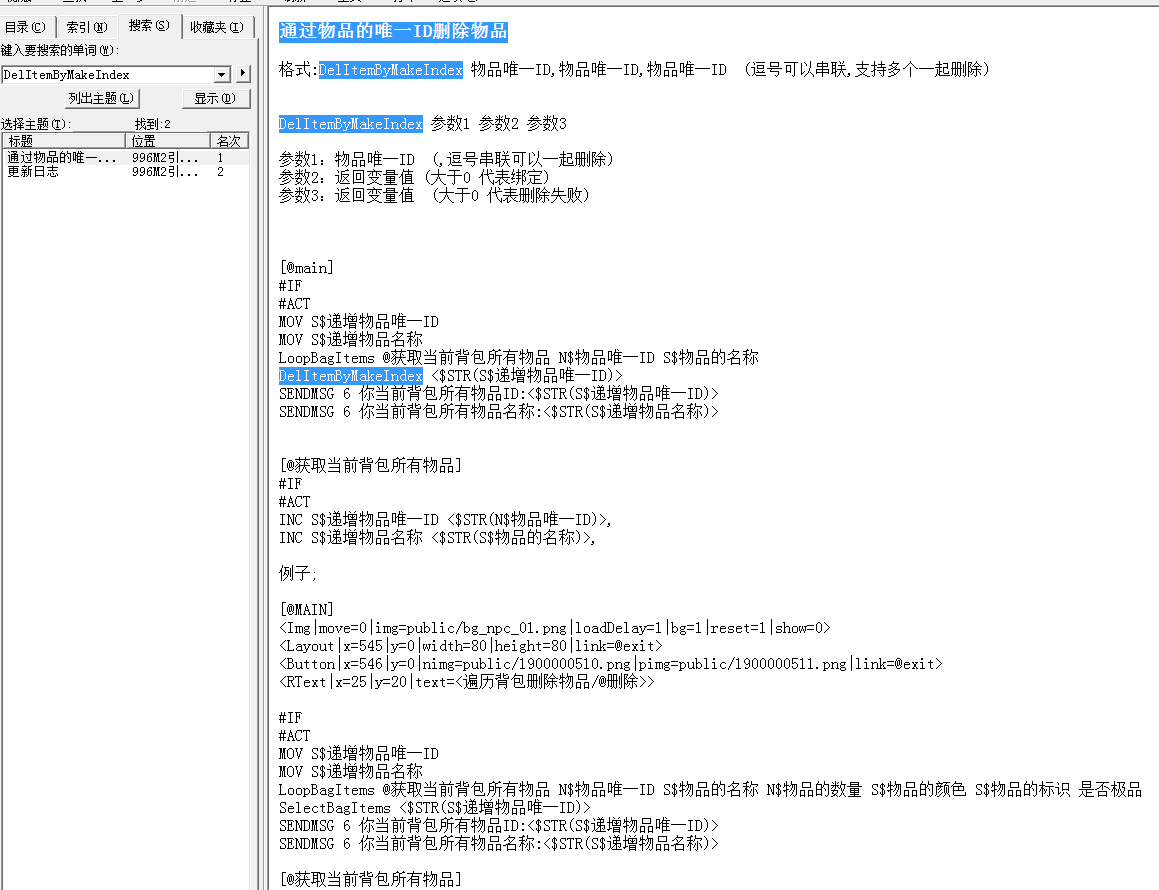 目录(C) 索引(N) 搜索(S) 收藏夹(I)
键入要搜索的单词(W):
DelItemByMakeIndex
列出主题(L) 显示(D)
选择主题(T): 找到:2
标题 位置 名次
通过物品的唯一... 996M2引... 1
更新日志 996M2引... 2
通过物品的唯一ID删除物品
格式:DelItemByMakeIndex 物品唯一ID,物品唯一ID,物品唯一ID （逗号可以串联,支持多个一起删除）
DelItemByMakeIndex 参数1 参数2 参数3
参数1: 物品唯一ID （,逗号串联可以一起删除）
参数2: 返回变量值（大于0 代表绑定）
参数3: 返回变量值 （大于0 代表删除失败）
[@main]
#IF
#ACT
MOV S$递增物品唯一ID
MOV S$递增物品名称
LoopBagItems @获取当前背包所有物品 N$物品唯一ID S$物品的名称
DelItemByMakeIndex <$STR(S$递增物品唯一ID)>
SENDMSG 6 你当前背包所有物品ID:<$STR(S$递增物品唯一ID)>
SENDMSG 6 你当前背包所有物品名称:<$STR(S$递增物品名称)>
[@获取当前背包所有物品]
#IF
#ACT
INC S$递增物品唯一ID <$STR(N$物品唯一ID)>,
INC S$递增物品名称 <$STR(S$物品的名称)>,
例子;
[@MAIN]
<Img|move=0|img=public/bg_npc_01.png|loadDelay=1|bg=1|reset=1|show=0>
<Layout|x=545|y=0|width=80|height=80|link=@exit>
<Button|x=546|y=0|nimg=public/1900000510.png|pimg=public/1900000511.png|link=@exit>
<RText|x=25|y=20|text=<遍历背包删除物品/@删除>>
#IF
#ACT
MOV S$递增物品唯一ID
MOV S$递增物品名称
LoopBagItems @获取当前背包所有物品 N$物品唯一ID S$物品的名称 N$物品的数量 S$物品的颜色 S$物品的标识 是否极品
SelectBagItems <$STR(S$递增物品唯一ID)>
SENDMSG 6 你当前背包所有物品ID:<$STR(S$递增物品唯一ID)>
SENDMSG 6 你当前背包所有物品名称:<$STR(S$递增物品名称)>
[@获取当前背包所有物品]